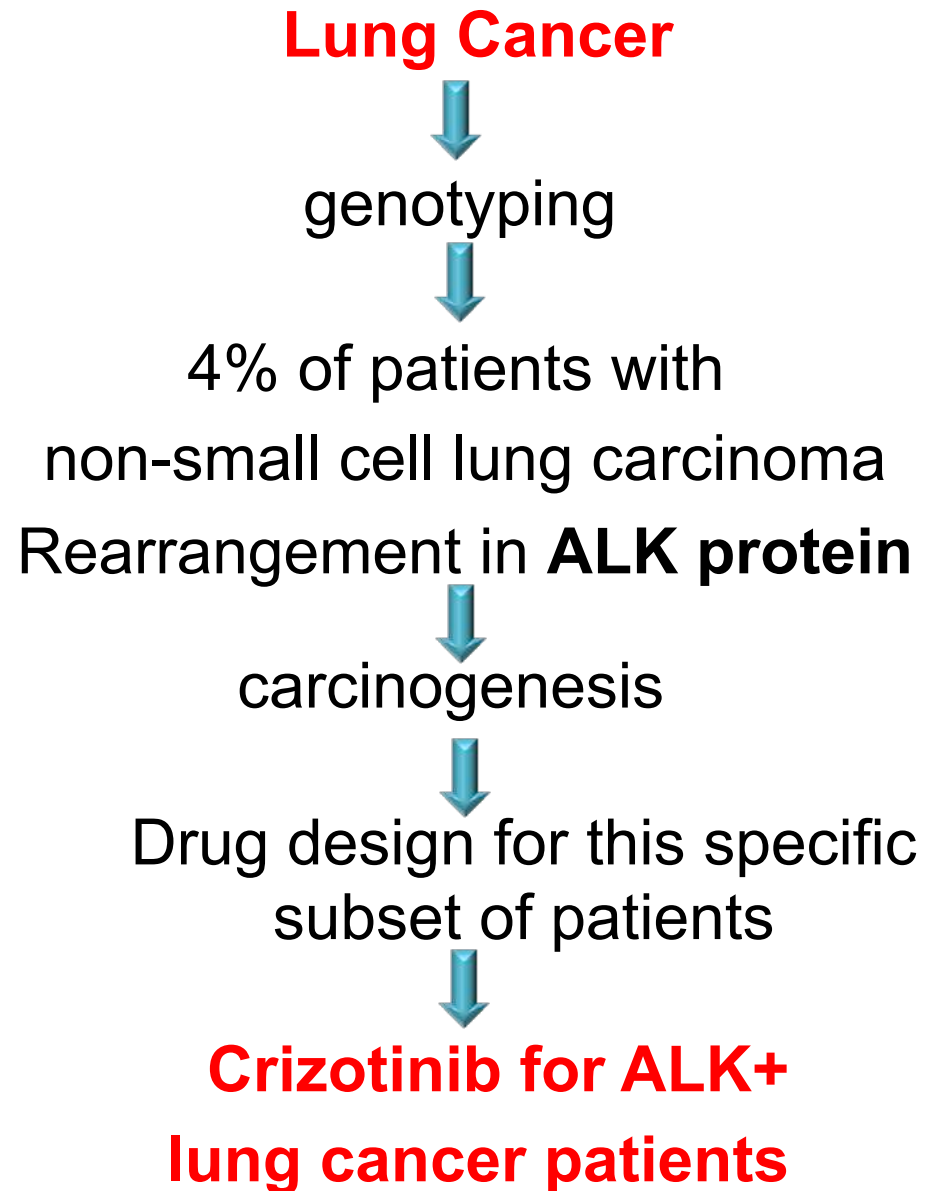 Lung Cancer
genotyping
4% of patients with
non-small cell lung carcinoma
Rearrangement in ALK protein
carcinogenesis
Drug design for this specific
subset of patients
Crizotinib for ALK+
lung cancer patients